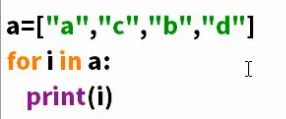 a=["a","c","b","d"]
for i in a:
print(i)